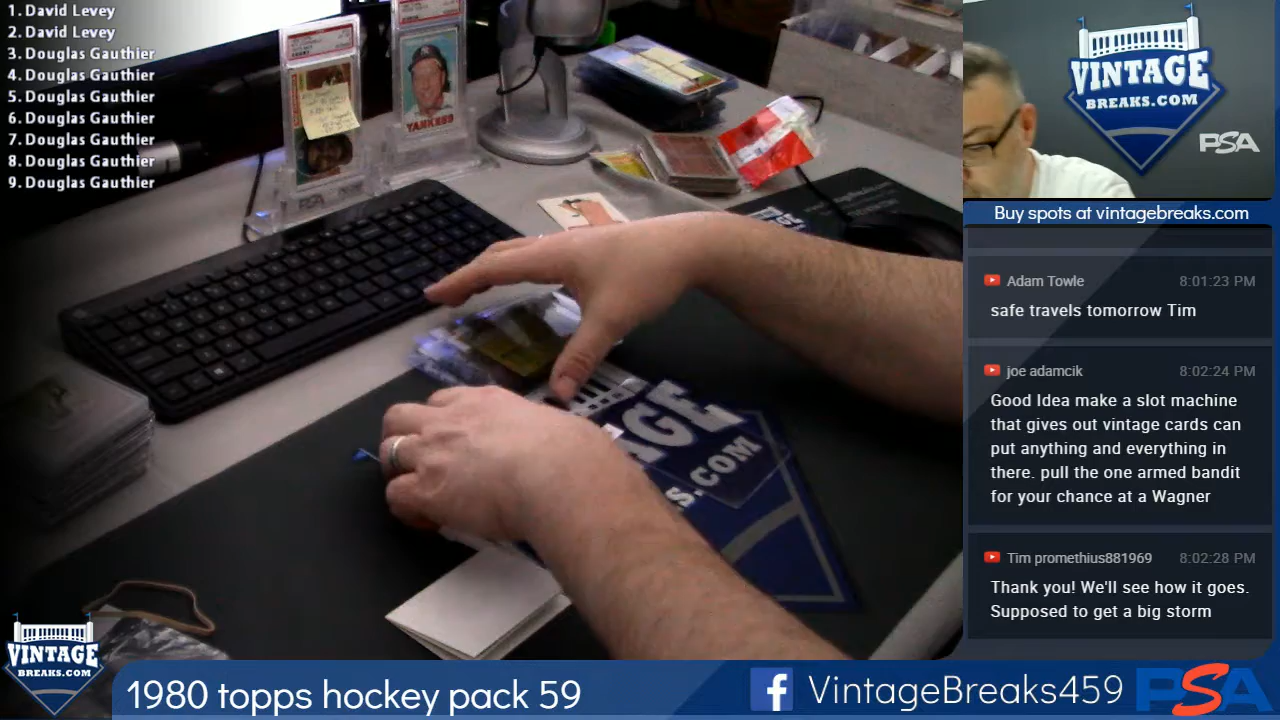 1. David Levey
2. David Levey
3. Douglas Gauthier
4. Douglas Gauthier
5. Douglas Gauthier
6. Douglas Gauthier
7. Douglas Gauthier
8. Douglas Gauthier
9. Douglas Gauthier
YANKEES
PSA
AGE
KS.COM
VINTAGE
BREAKS.COM
PSA
Buy spots at vintagebreaks.com
Adam Towle 8:01:23 PM
safe travels tomorrow Tim
joe adamcik 8:02:24 PM
Good Idea make a slot machine
that gives out vintage cards can
put anything and everything in
there. pull the one armed bandit
for your chance at a Wagner
Tim promethius881969 8:02:28 PM
Thank you! We'll see how it goes.
Supposed to get a big storm
VINTAGE
BREAKS.COM
1980 topps hockey pack 59
f VintageBreaks459
PSA